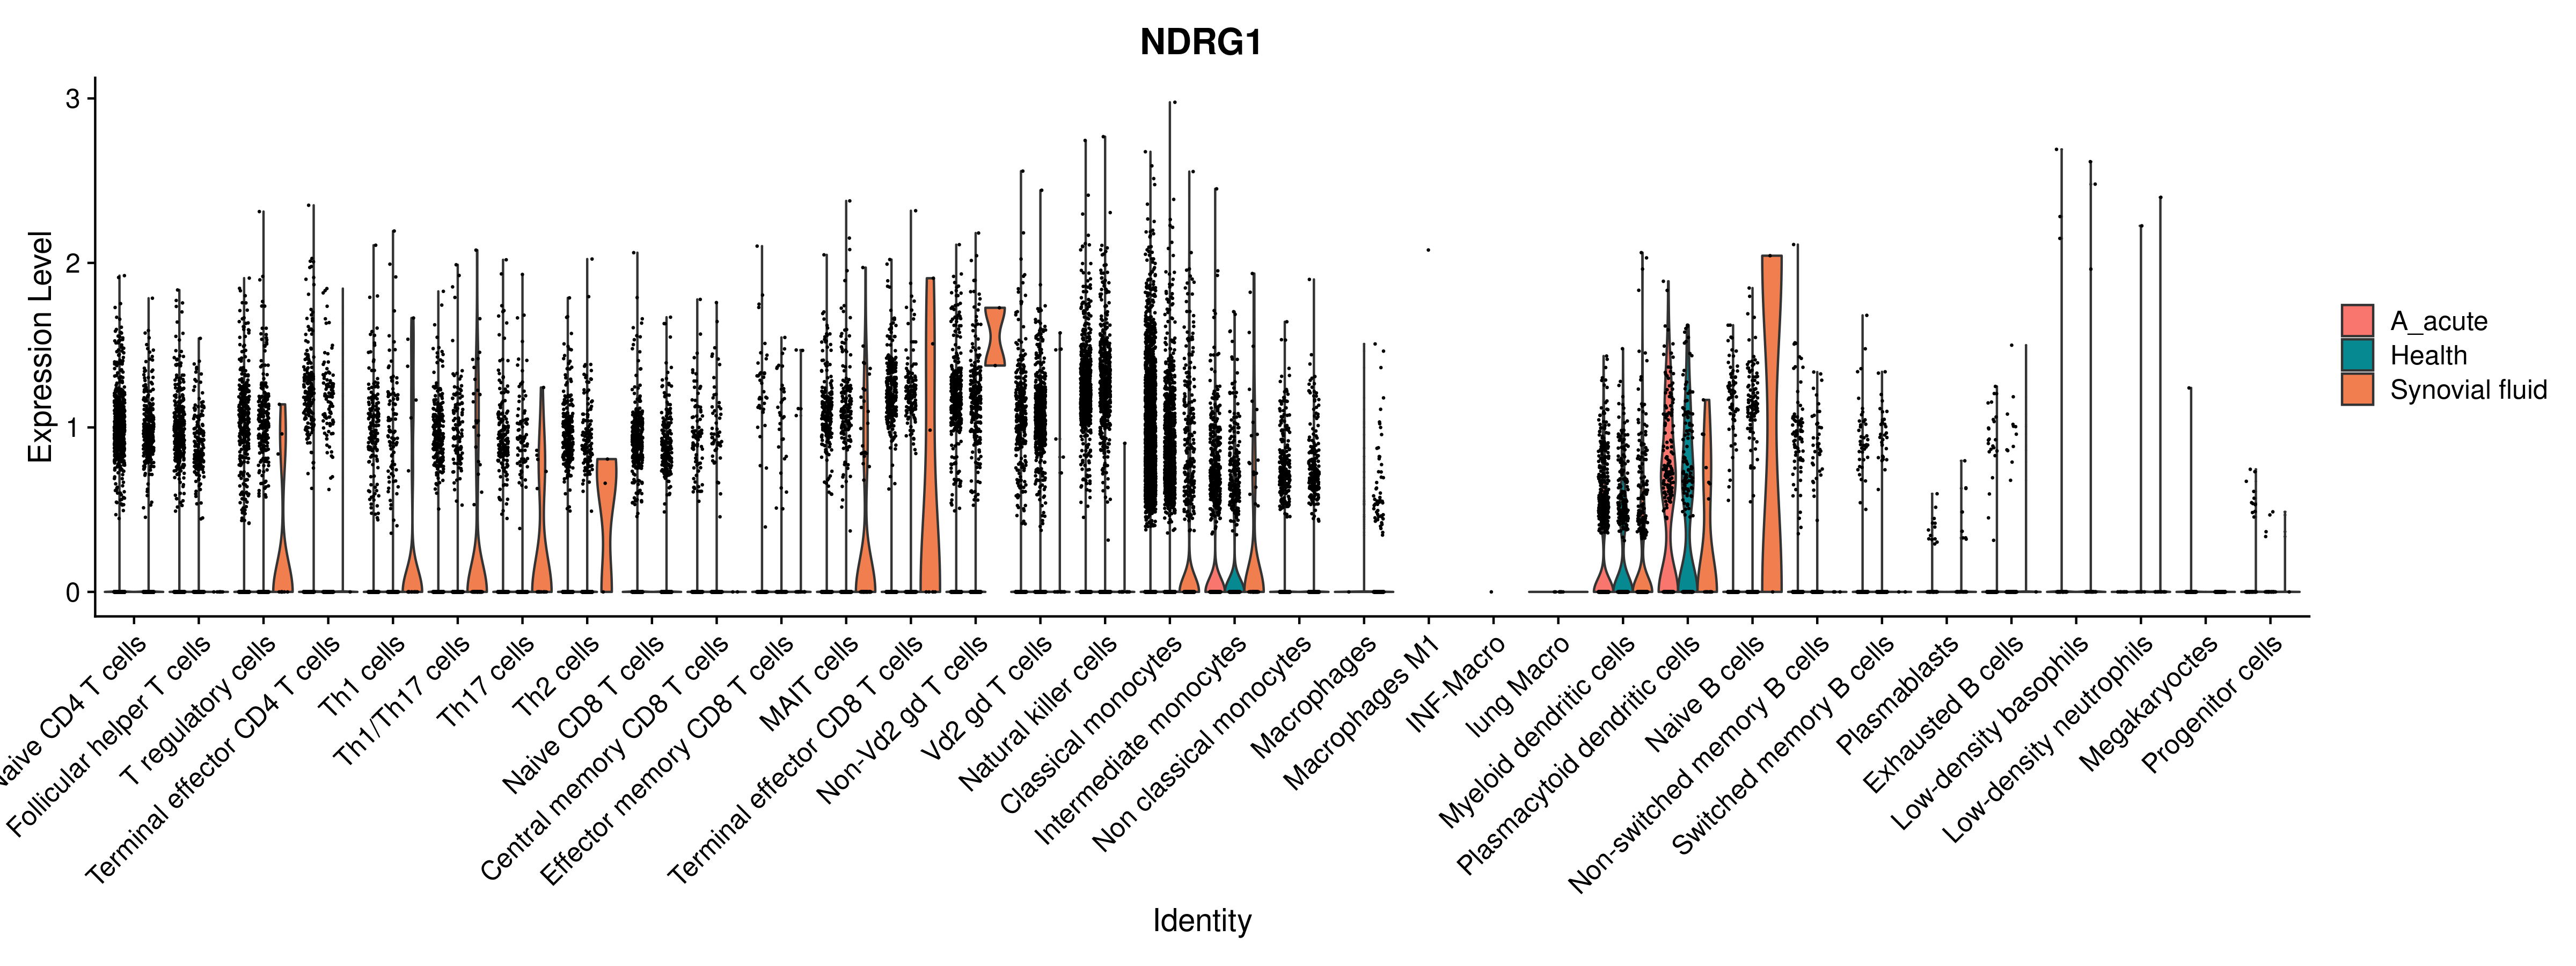 NDRG1
Expression Level
3
2
1
0
Naive CD4 T cells
Follicular helper T cells
T regulatory cells
Terminal effector CD4 T cells
Th1 cells
Th1/Th17 cells
Th17 cells
Th2 cells
Naive CD8 T cells
Central memory CD8 T cells
Effector memory CD8 T cells
MAIT cells
Terminal effector CD8 T cells
Non-Vd2 gd T cells
Vd2 gd T cells
Natural killer cells
Classical monocytes
Intermediate monocytes
Non classical monocytes
Macrophages
Macrophages M1
INF-Macro
lung Macro
Myeloid dendritic cells
Plasmacytoid dendritic cells
Naive B cells
Non-switched memory B cells
Switched memory B cells
Plasmablasts
Exhausted B cells
Low-density basophils
Low-density neutrophils
Megakaryoctes
Progenitor cells
Identity
A_acute
Health
Synovial fluid